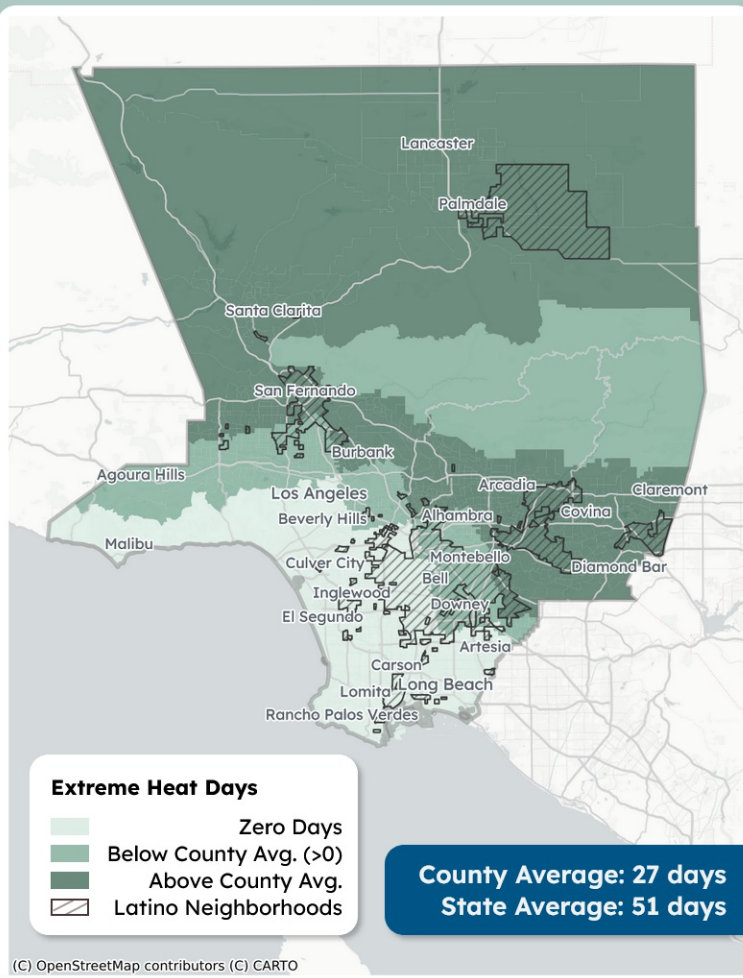 Lancaster
Palmdale
Santa Clarita
San Fernando
Burbank
Agoura Hills
Arcadia
Claremont
Los Angeles
Beverly Hills
Alhambra
Covina
Malibu
Culver City
Montebello
Diamond Bar
Bell
Inglewood
Downey
El Segundo
Artesia
Carson
Lomita
Long Beach
Rancho Palos Verdes
Extreme Heat Days
Zero Days
Below County Avg. (>0)
Above County Avg.
Latino Neighborhoods
County Average: 27 days
State Average: 51 days
(C) OpenStreetMap contributors (C) CARTO